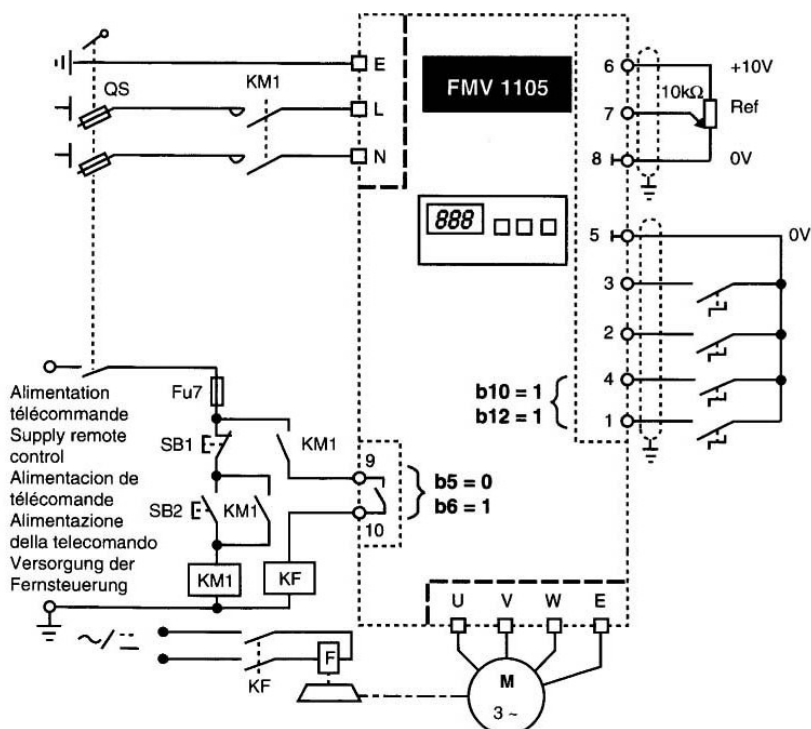 E
FMV 1105
6
+10V
QS
KM1
L
10kΩ
7
Ref
N
8
0V
888
5
0V
3
2
Alimentation
télécommande
Supply remote
control
Alimentacion de
télécomande
Alimentazione
della telecomando
Versorgung der
Fernsteuerung
Fu7
SB1
KM1
SB2
KM1
KM1
KF
9
10
b5 = 0
b6 = 1
b10 = 1
b12 = 1
4
1
U V W E
~/
F
KF
M
3 ~